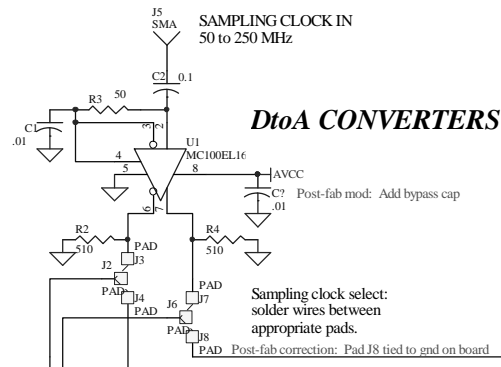 J5
SMA
SAMPLING CLOCK IN
50 to 250 MHz
C2
0.1
R3
50
C1
.01
DtoA CONVERTERS
3
2
U1
MC100EL16
4
5
8
AVCC
C?
.01
Post-fab mod: Add bypass cap
6
7
R2
510
R4
510
PAD
J3
J2
PAD
J4
PAD
J7
J6
PAD
J8
PAD
Sampling clock select:
solder wires between
appropriate pads.
Post-fab correction: Pad J8 tied to gnd on board